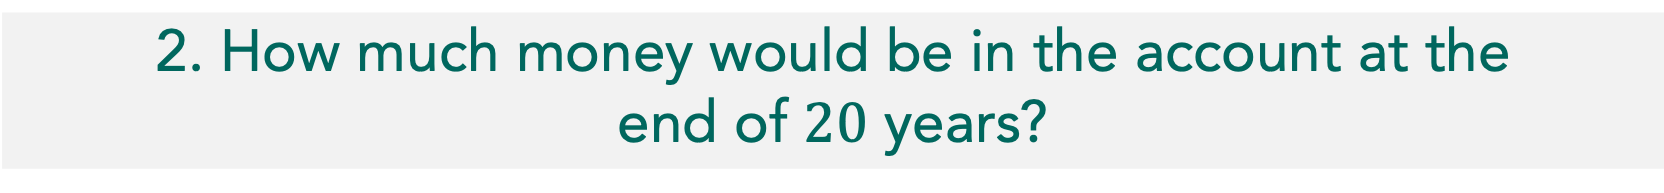 2. How much money would be in the account at the
end of 20 years?